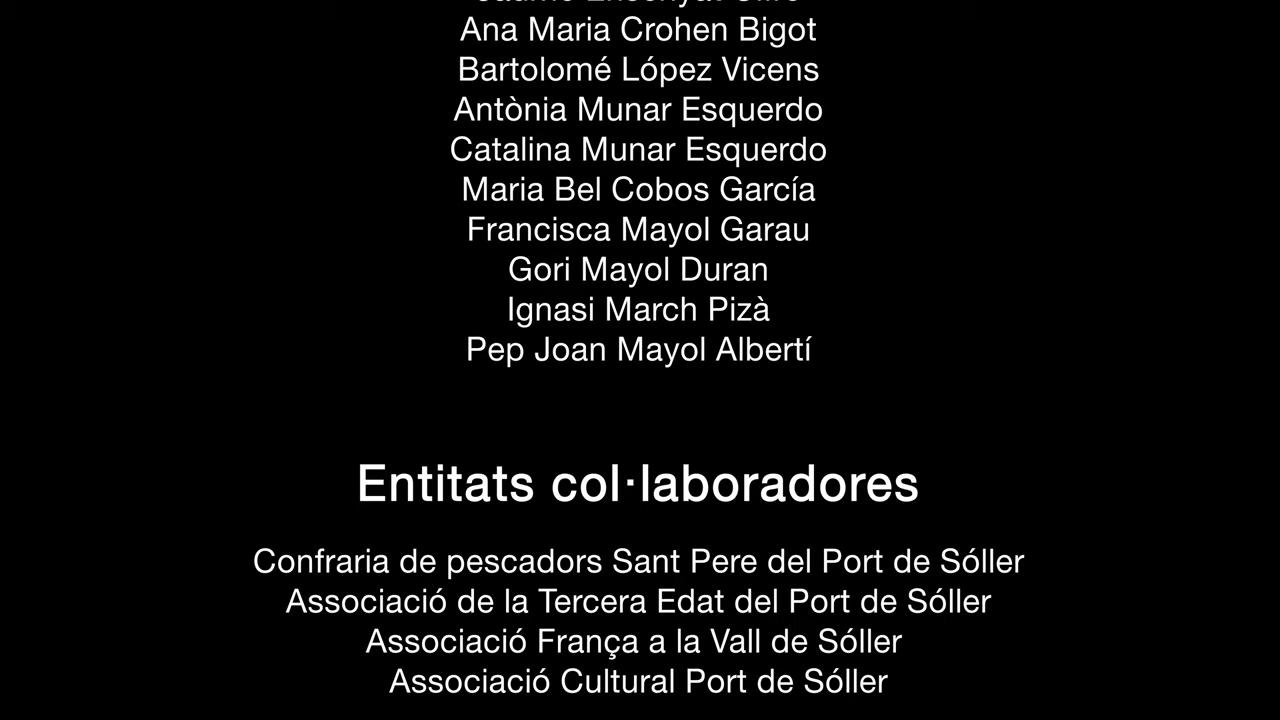 Ana Maria Crohen Bigot
Bartolomé López Vicens
Antònia Munar Esquerdo
Catalina Munar Esquerdo
Maria Bel Cobos García
Francisca Mayol Garau
Gori Mayol Duran
Ignasi March Pizà
Pep Joan Mayol Albertí
Entitats col·laboradores
Confraria de pescadors Sant Pere del Port de Sóller
Associació de la Tercera Edat del Port de Sóller
Associació França a la Vall de Sóller
Associació Cultural Port de Sóller